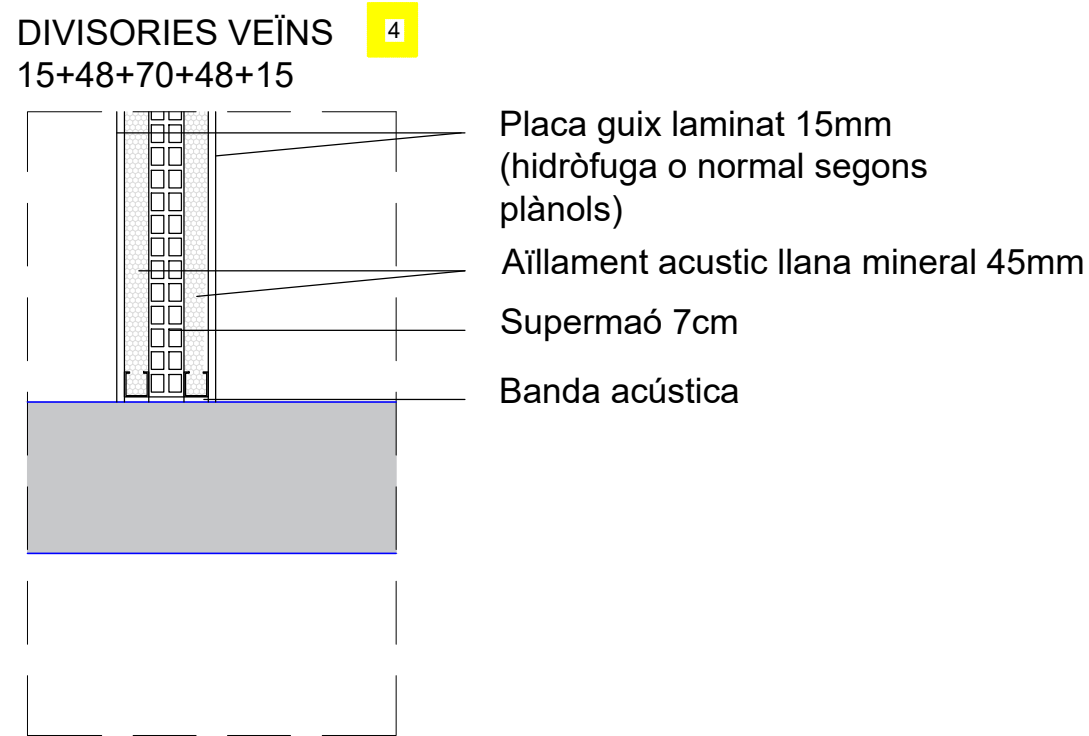 DIVISORIES VEÏNS 4
15+48+70+48+15
Placa guix laminat 15mm
(hidròfuga o normal segons
plànols)
Aïllament acustic llana mineral 45mm
Supermaó 7cm
Banda acústica